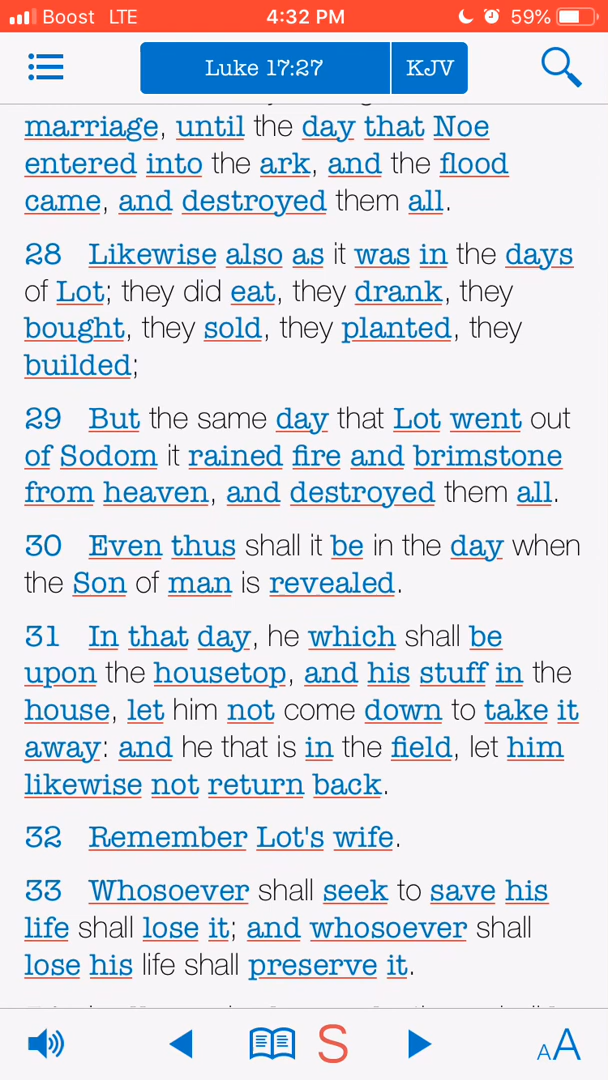 Boost LTE 4:32 PM 59%
Luke 17:27 KJV
marriage, until the day that Noe
entered into the ark, and the flood
came, and destroyed them all.
28 Likewise also as it was in the days
of Lot; they did eat, they drank, they
bought, they sold, they planted, they
builded;
29 But the same day that Lot went out
of Sodom it rained fire and brimstone
from heaven, and destroyed them all.
30 Even thus shall it be in the day when
the Son of man is revealed.
31 In that day, he which shall be
upon the housetop, and his stuff in the
house, let him not come down to take it
away: and he that is in the field, let him
likewise not return back.
32 Remember Lot's wife.
33 Whosoever shall seek to save his
life shall lose it; and whosoever shall
lose his life shall preserve it.
S AA